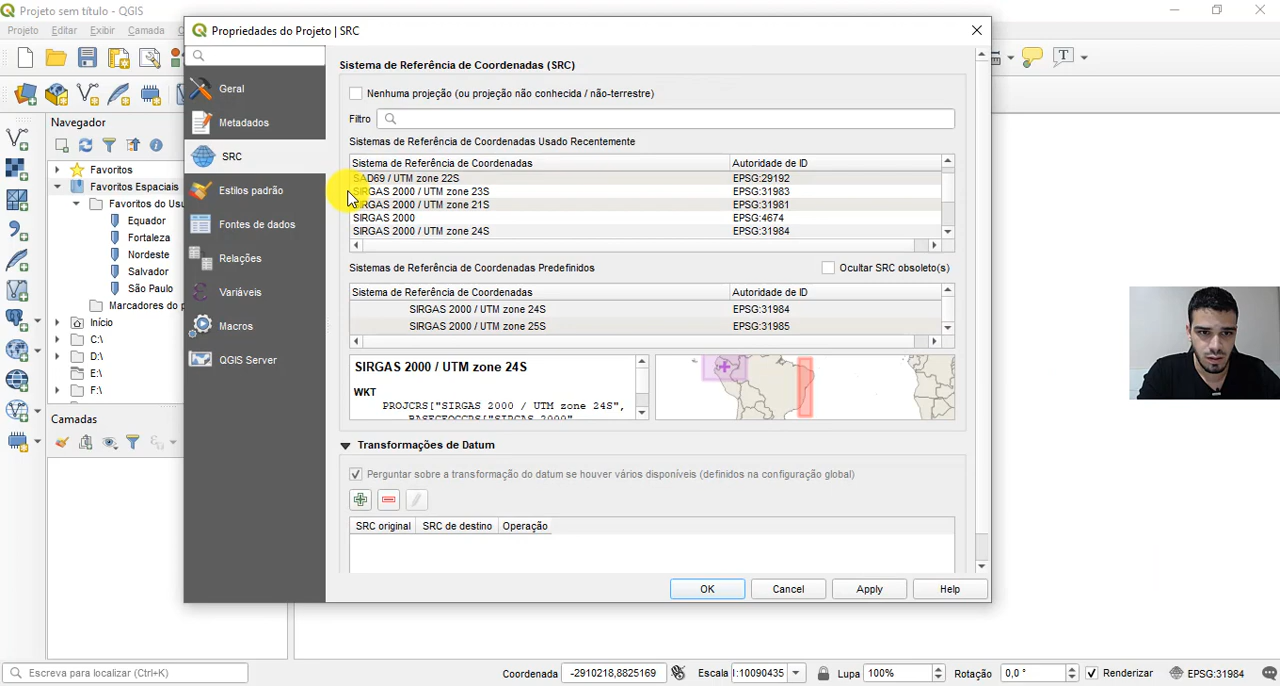 Projeto sem título - QGIS
Projeto Editar Exibir Camada
Propriedades do Projeto | SRC
Geral
Metadados
SRC
Estilos padrão
Fontes de dados
Relações
Variáveis
Macros
QGIS Server
Navegador
Favoritos
Favoritos Espaciais
Favoritos do Usu
Equador
Fortaleza
Nordeste
Salvador
São Paulo
Marcadores do p
Início
C:\
D:\
E:\
F:\
Camadas
Sistema de Referência de Coordenadas (SRC)
Nenhuma projeção (ou projeção não conhecida / não-terrestre)
Filtro
Sistemas de Referência de Coordenadas Usado Recentemente
Sistema de Referência de Coordenadas Autoridade de ID
SAD69 / UTM zone 22S EPSG:29192
SIRGAS 2000 / UTM zone 23S EPSG:31983
SIRGAS 2000 / UTM zone 21S EPSG:31981
SIRGAS 2000 EPSG:4674
SIRGAS 2000 / UTM zone 24S EPSG:31984
Sistemas de Referência de Coordenadas Predefinidos Ocultar SRC obsoleto(s)
Sistema de Referência de Coordenadas Autoridade de ID
SIRGAS 2000 / UTM zone 24S EPSG:31984
SIRGAS 2000 / UTM zone 25S EPSG:31985
SIRGAS 2000 / UTM zone 24S
WKT
PROJCRS["SIRGAS 2000 / UTM zone 24S",
Transformações de Datum
Perguntar sobre a transformação do datum se houver vários disponíveis (definidos na configuração global)
SRC original SRC de destino Operação
OK Cancel Apply Help
Escreva para localizar (Ctrl+K) Coordenada -2910218,8825169 Escala 1:10090435 Lupa 100% Rotação 0,0 ° Renderizar EPSG:31984